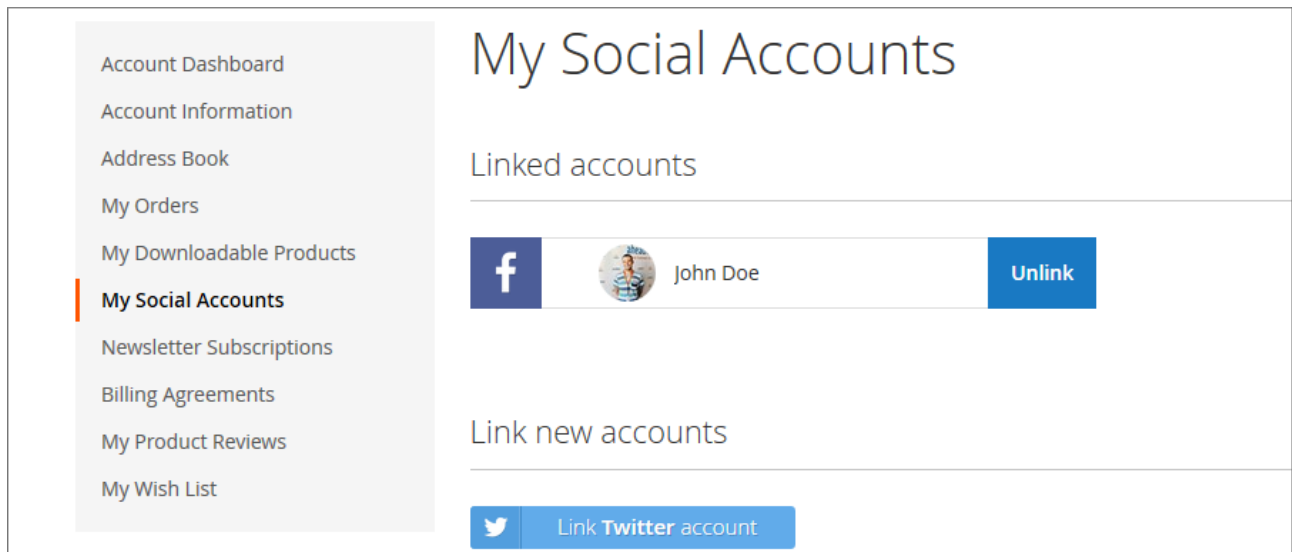 Account Dashboard
Account Information
Address Book
My Orders
My Downloadable Products
My Social Accounts
Newsletter Subscriptions
Billing Agreements
My Product Reviews
My Wish List
My Social Accounts
Linked accounts
John Doe
Unlink
Link new accounts
Link Twitter account